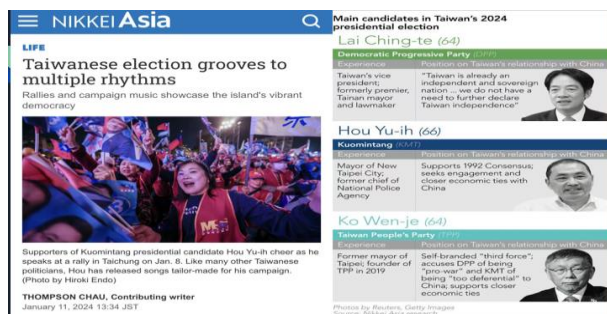 NIKKEI Asia
LIFE
Taiwanese election grooves to
multiple rhythms
Rallies and campaign music showcase the island's vibrant
democracy
Supporters of Kuomintang presidential candidate Hou Yu-ih cheer as he
speaks at a rally in Taichung on Jan. 8. Like many other Taiwanese
politicians, Hou has released songs tailor-made for his campaign.
(Photo by Hiroki Endo)
THOMPSON CHAU, Contributing writer
January 11, 2024 13:34 JST
Main candidates in Taiwan's 2024
presidential election
Lai Ching-te (64)
Democratic Progressive Party (DPP)
Experience Position on Taiwan's relationship with China
Taiwan's vice
president;
formerly premier,
Tainan mayor
and lawmaker
"Taiwan is already an
independent and sovereign
nation ... we do not have a
need to further declare
Taiwan independence"
Hou Yu-ih (66)
Kuomintang (KMT)
Experience Position on Taiwan's relationship with China
Mayor of New
Taipei City;
former chief of
National Police
Agency
Supports 1992 Consensus;
seeks engagement and
closer economic ties with
China
Ko Wen-je (64)
Taiwan People's Party (TPP)
Experience Position on Taiwan's relationship with China
Former mayor of
Taipei; founder of
TPP in 2019
Self-branded "third force";
accuses DPP of being
"pro-war" and KMT of
being "too deferential" to
China; supports closer
economic ties
Photos by Reuters, Getty Images
Source: Nikkei Asia research